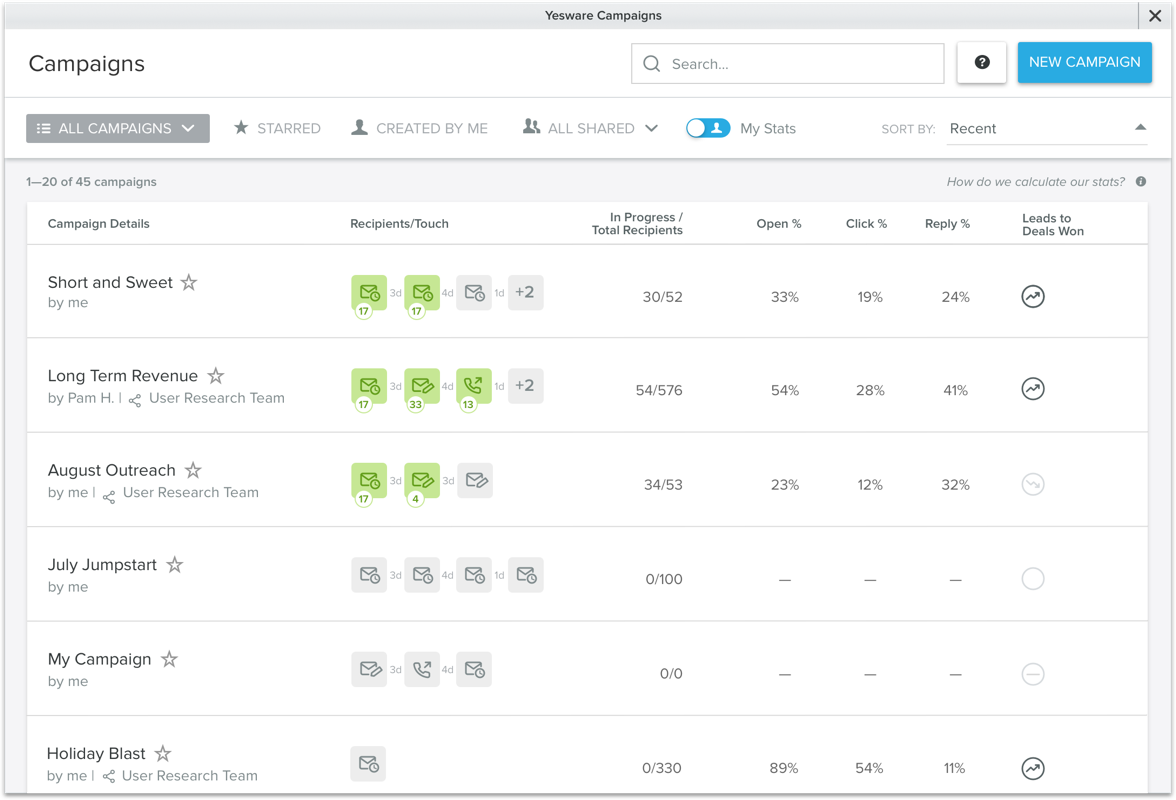 Yesware Campaigns
Campaigns
Search...
?
NEW CAMPAIGN
ALL CAMPAIGNS
STARRED
CREATED BY ME
ALL SHARED
My Stats
SORT BY:
Recent
1—20 of 45 campaigns
How do we calculate our stats?
Campaign Details
Recipients/Touch
In Progress /
Total Recipients
Open %
Click %
Reply %
Leads to
Deals Won
Short and Sweet
by me
17 3d 17 4d 1d +2
30/52
33%
19%
24%
Long Term Revenue
by Pam H. | User Research Team
17 3d 33 4d 13 1d +2
54/576
54%
28%
41%
August Outreach
by me | User Research Team
17 3d 4 3d
34/53
23%
12%
32%
July Jumpstart
by me
3d 4d 1d
0/100
—
—
—
My Campaign
by me
3d 4d
0/0
—
—
—
Holiday Blast
by me | User Research Team
0/330
89%
54%
11%